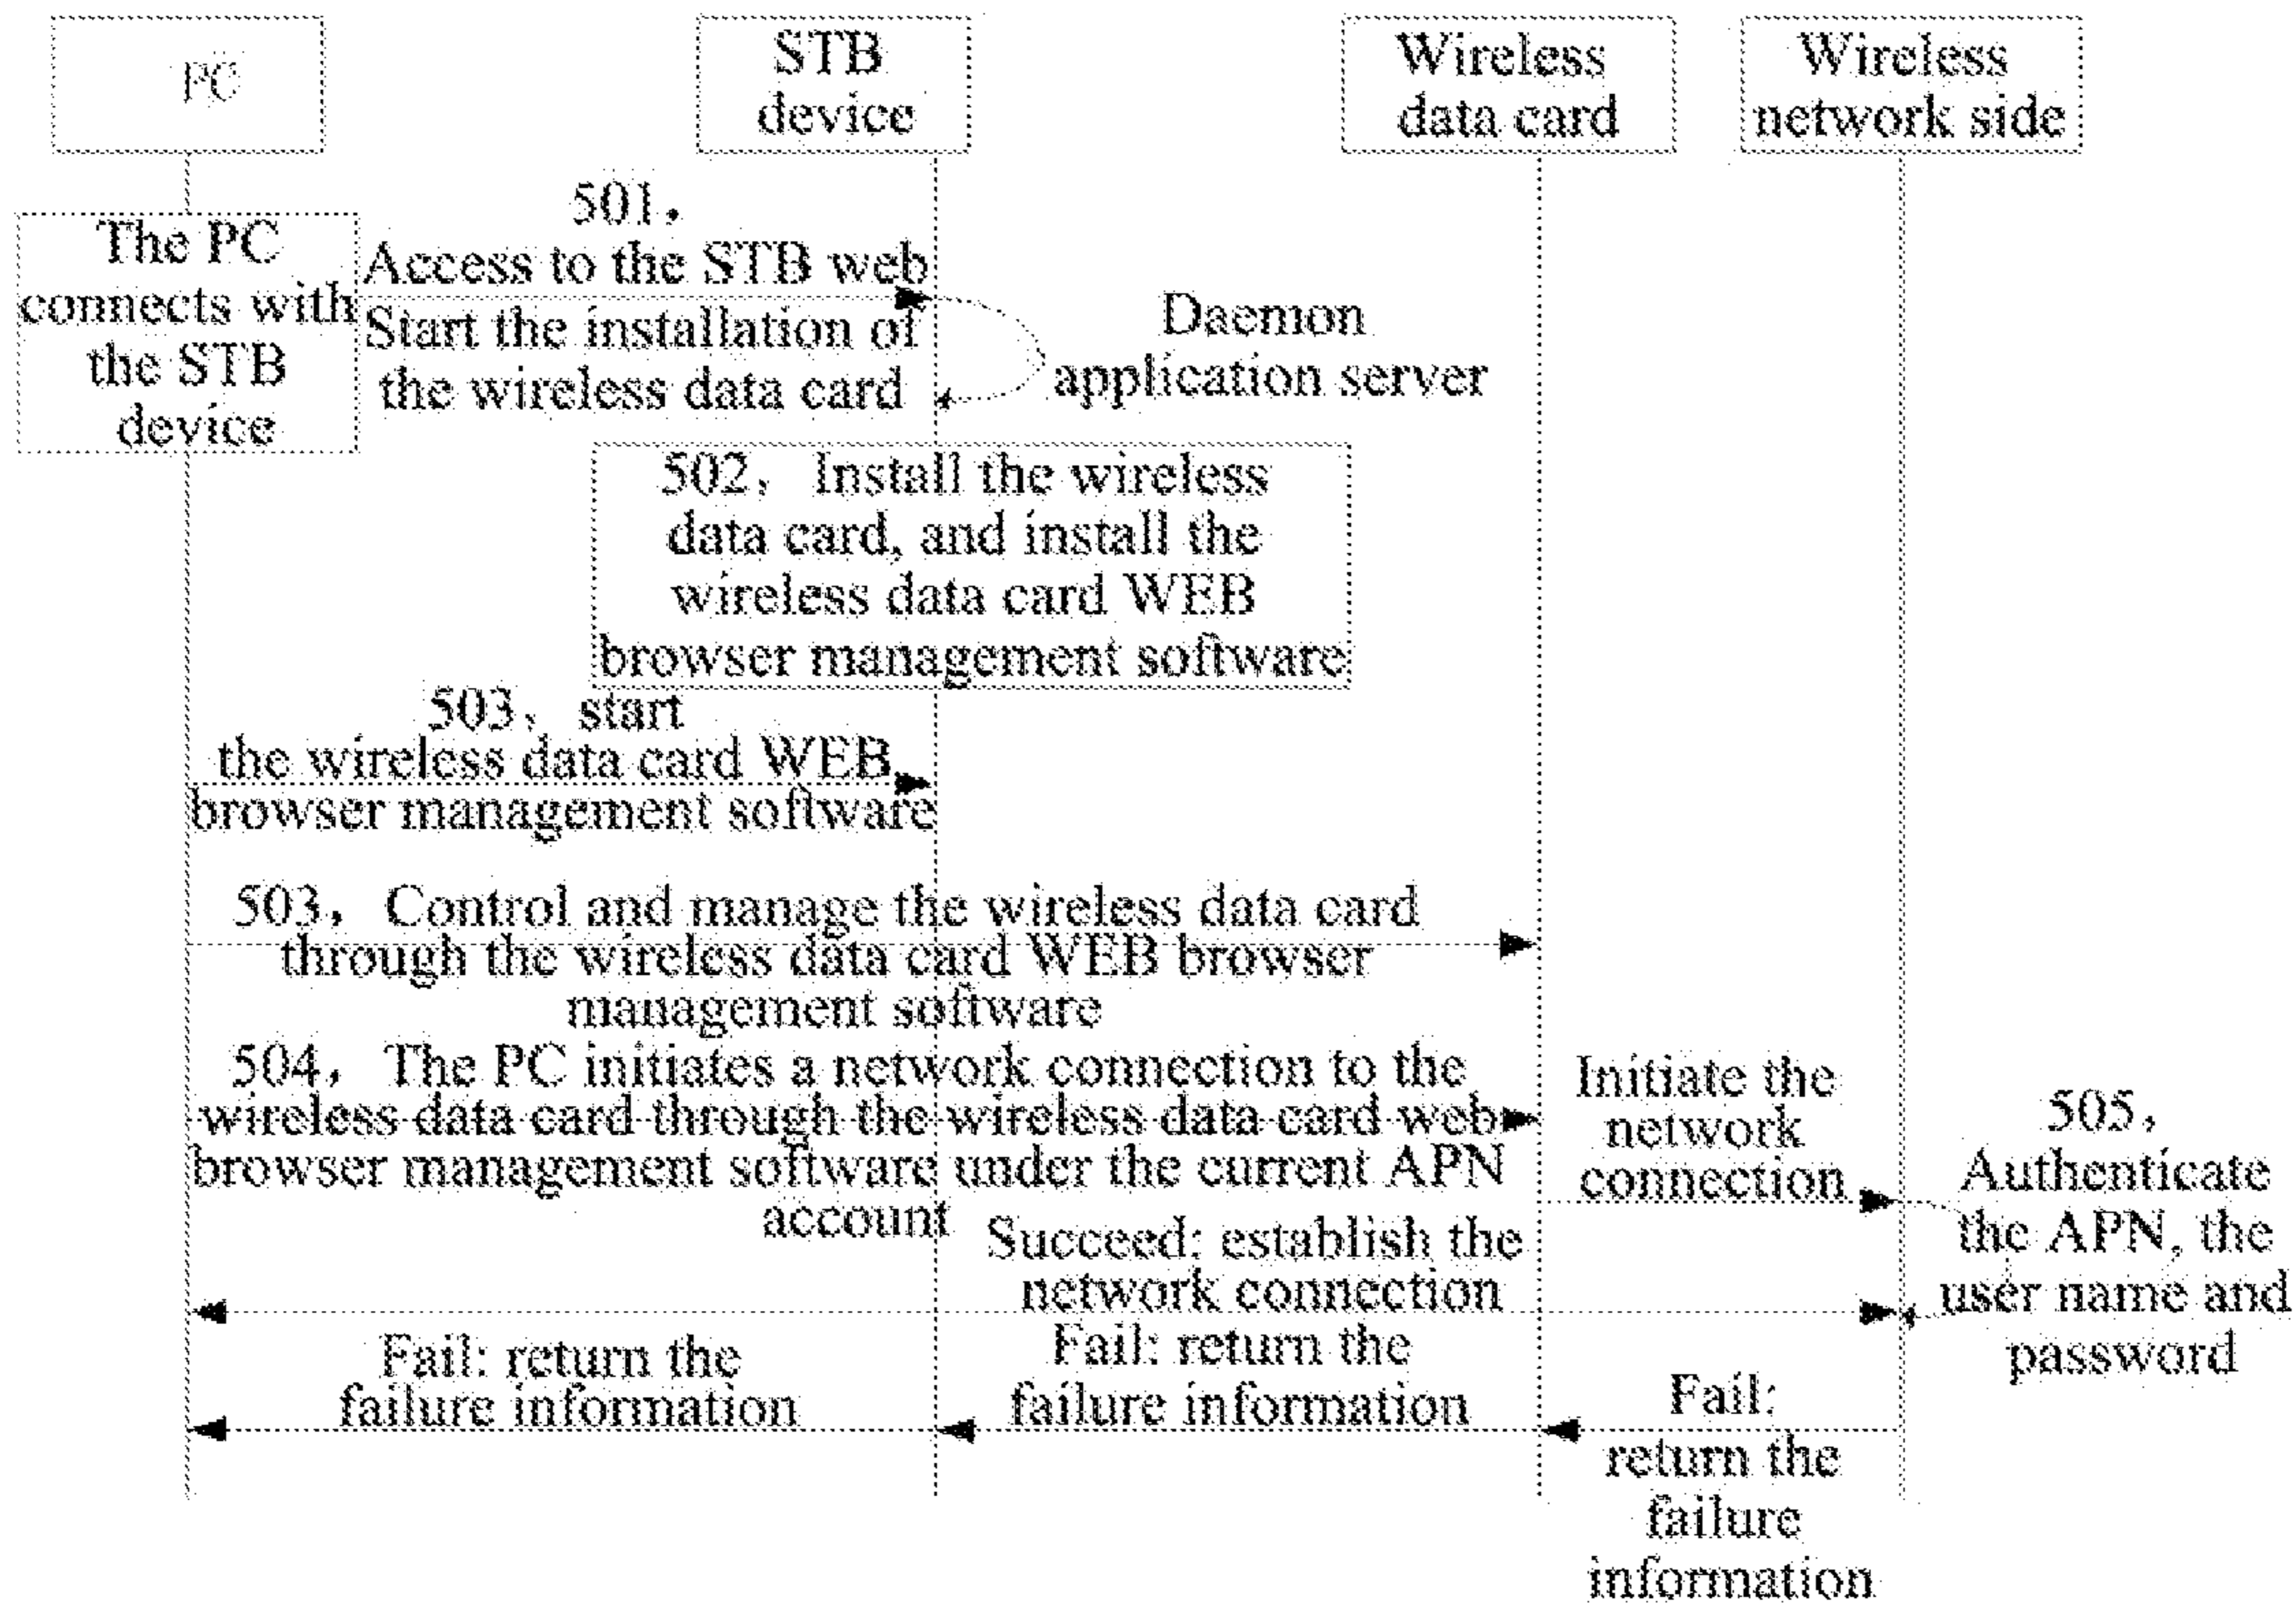 PC
STB
device
Wireless
data card
Wireless
network side
The PC
connects with
the STB
device
501,
Access to the STB web
Start the installation of
the wireless data card
Daemon
application server
502, Install the wireless
data card, and install the
wireless data card WEB
browser management software
503, start
the wireless data card WEB
browser management software
503, Control and manage the wireless data card
through the wireless data card WEB browser
management software
504, The PC initiates a network connection to the
wireless data card through the wireless data card web
browser management software under the current APN
account
Initiate the
network
connection
505,
Authenticate
the APN, the
user name and
password
Succeed: establish the
network connection
Fail: return the
failure information
Fail: return the
failure information
Fail:
return the
failure
information